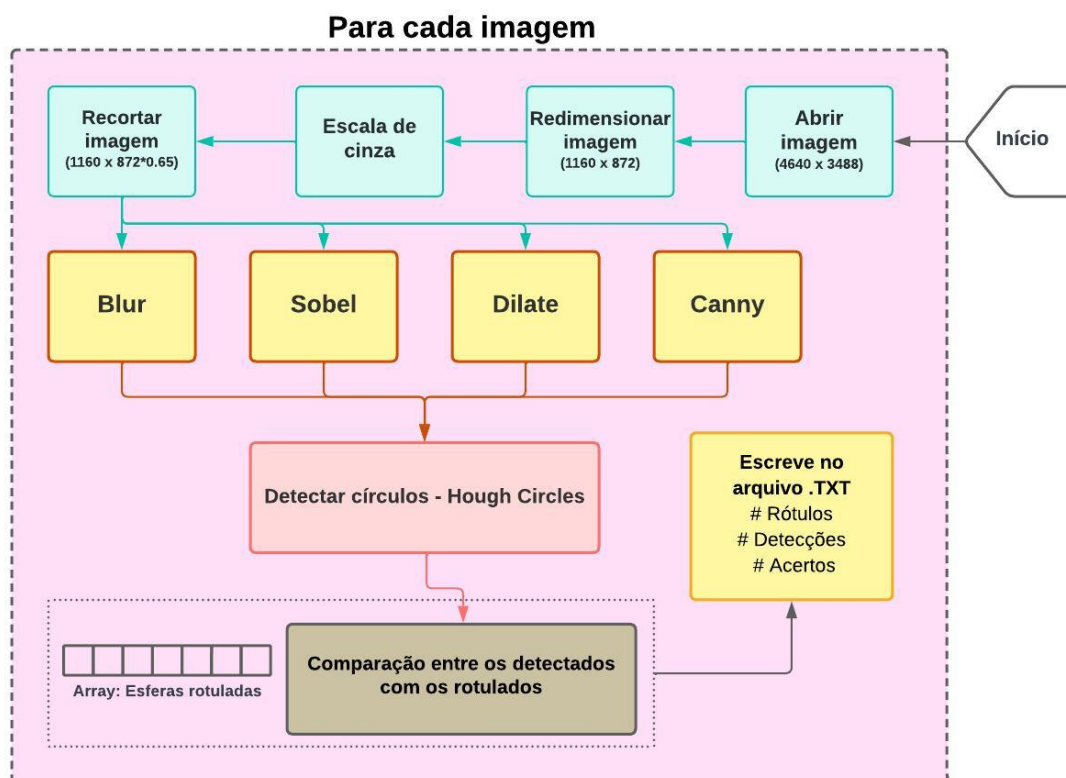 Para cada imagem
Recortar
imagem
(1160 x 872*0.65)
Escala de
cinza
Redimensionar
imagem
(1160 x 872)
Abrir
imagem
(4640 x 3488)
Início
Blur
Sobel
Dilate
Canny
Detectar círculos - Hough Circles
Escreve no
arquivo .TXT
# Rótulos
# Detecções
# Acertos
Array: Esferas rotuladas
Comparação entre os detectados
com os rotulados